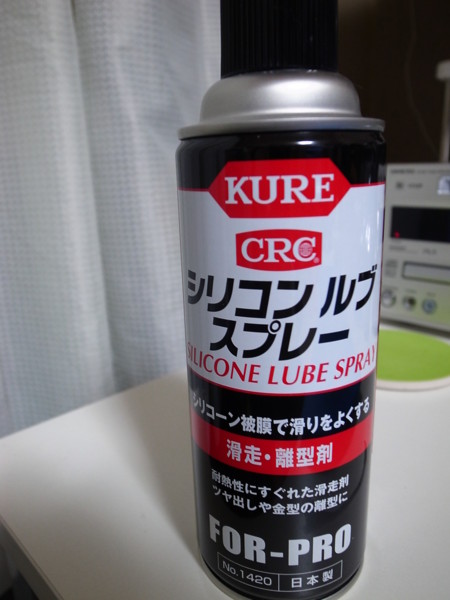 KURE
CRC
シリコンルブ
スプレー
SILICONE LUBE SPRAY
シリコーン被膜で滑りをよくする
滑走・離型剤
耐熱性にすぐれた滑走剤
ツヤ出しや金型の離型に
FOR-PRO
No.1420 日本製